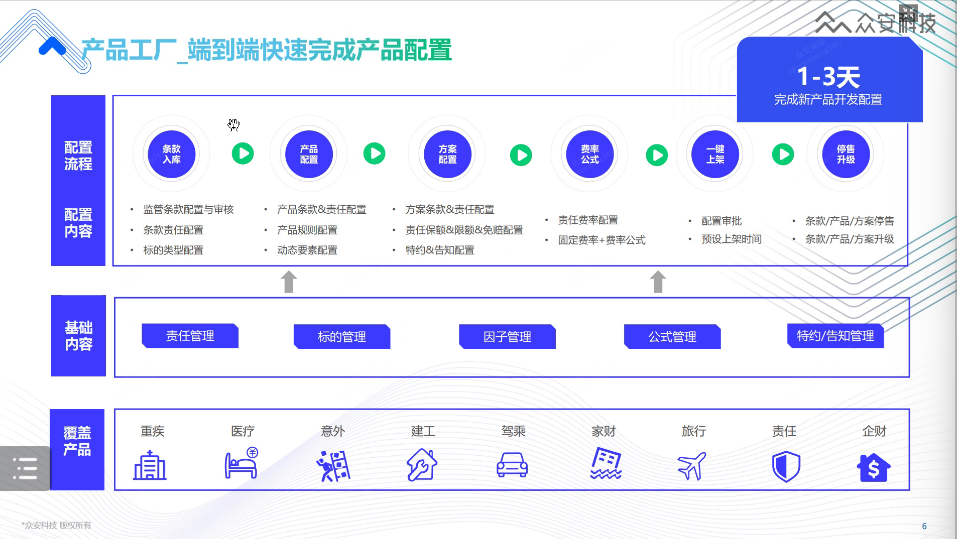 众安科技
产品工厂_端到端快速完成产品配置
1-3天
完成新产品开发配置
配置
流程
条款
入库
产品
配置
方案
配置
费率
公式
一键
上架
停售
升级
配置
内容
• 监管条款配置与审核
• 条款责任配置
• 标的类型配置
• 产品条款&责任配置
• 产品规则配置
• 动态要素配置
• 方案条款&责任配置
• 责任保额&限额&免赔配置
• 特约&告知配置
• 责任费率配置
• 固定费率+费率公式
• 配置审批
• 预设上架时间
• 条款/产品/方案停售
• 条款/产品/方案升级
基础
内容
责任管理
标的管理
因子管理
公式管理
特约/告知管理
覆盖
产品
重疾
医疗
意外
建工
驾乘
家财
旅行
责任
企财
*众安科技 版权所有
6